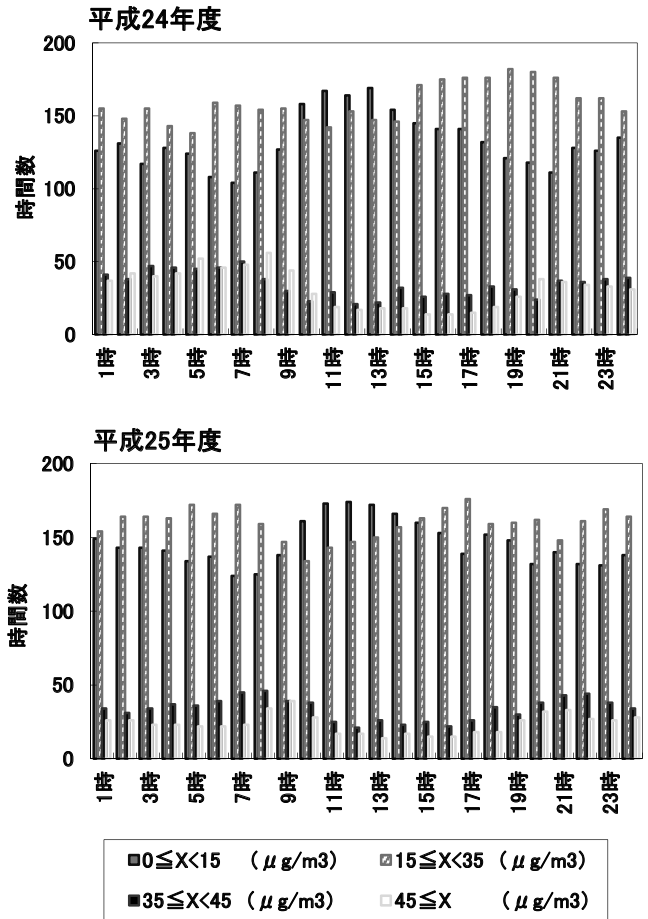 平成24年度
200
150
100
50
0
時間数
1時 3時 5時 7時 9時 11時 13時 15時 17時 19時 21時 23時
平成25年度
200
150
100
50
0
時間数
1時 3時 5時 7時 9時 11時 13時 15時 17時 19時 21時 23時
0≦X<15 (μg/m3) 15≦X<35 (μg/m3)
35≦X<45 (μg/m3) 45≦X (μg/m3)